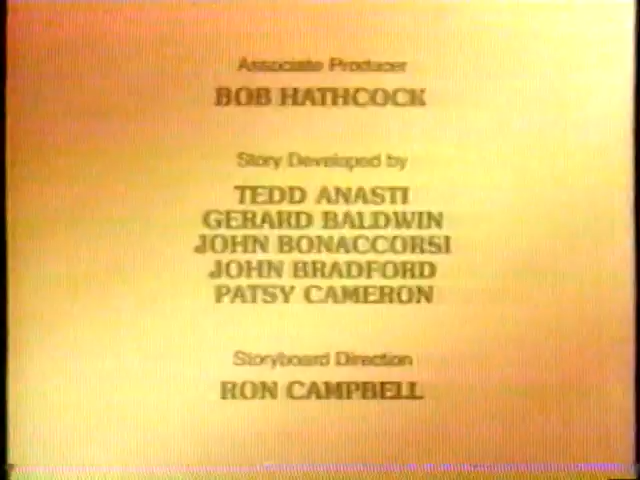 Associate Producer
BOB HATHCOCK
Story Developed by
TEDD ANASTI
GERARD BALDWIN
JOHN BONACCORSI
JOHN BRADFORD
PATSY CAMERON
Storyboard Direction
RON CAMPBELL